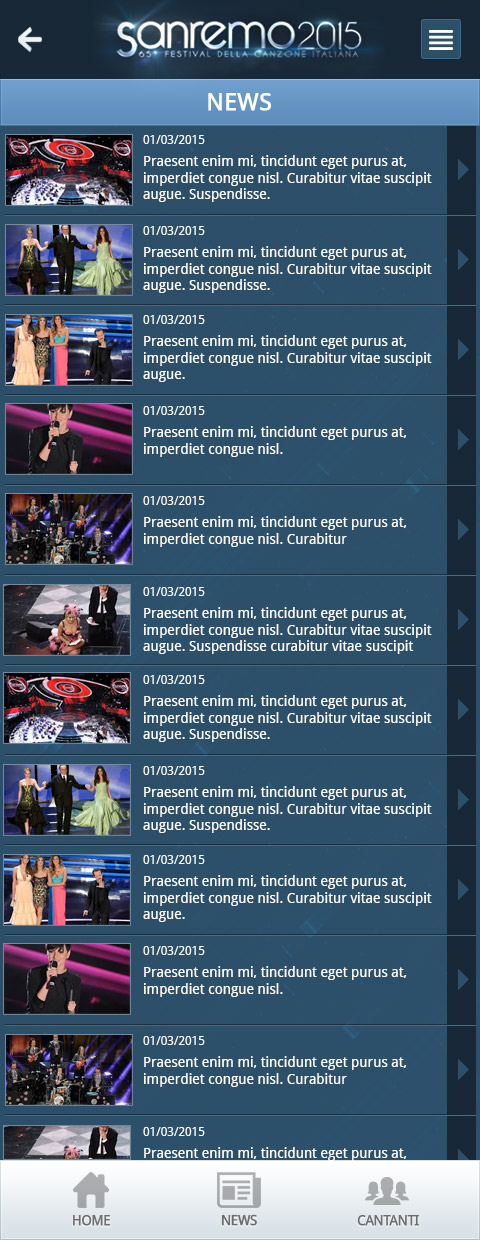 sanremo2015
65° FESTIVAL DELLA CANZONE ITALIANA
NEWS
01/03/2015
Praesent enim mi, tincidunt eget purus at,
imperdiet congue nisl. Curabitur vitae suscipit
augue. Suspendisse.
01/03/2015
Praesent enim mi, tincidunt eget purus at,
imperdiet congue nisl. Curabitur vitae suscipit
augue. Suspendisse.
01/03/2015
Praesent enim mi, tincidunt eget purus at,
imperdiet congue nisl. Curabitur vitae suscipit
augue.
01/03/2015
Praesent enim mi, tincidunt eget purus at,
imperdiet congue nisl.
01/03/2015
Praesent enim mi, tincidunt eget purus at,
imperdiet congue nisl. Curabitur
01/03/2015
Praesent enim mi, tincidunt eget purus at,
imperdiet congue nisl. Curabitur vitae suscipit
augue. Suspendisse curabitur vitae suscipit
01/03/2015
Praesent enim mi, tincidunt eget purus at,
imperdiet congue nisl. Curabitur vitae suscipit
augue. Suspendisse.
01/03/2015
Praesent enim mi, tincidunt eget purus at,
imperdiet congue nisl. Curabitur vitae suscipit
augue. Suspendisse.
01/03/2015
Praesent enim mi, tincidunt eget purus at,
imperdiet congue nisl. Curabitur vitae suscipit
augue.
01/03/2015
Praesent enim mi, tincidunt eget purus at,
imperdiet congue nisl.
01/03/2015
Praesent enim mi, tincidunt eget purus at,
imperdiet congue nisl. Curabitur
01/03/2015
Praesent enim mi, tincidunt eget purus at,
HOME
NEWS
CANTANTI